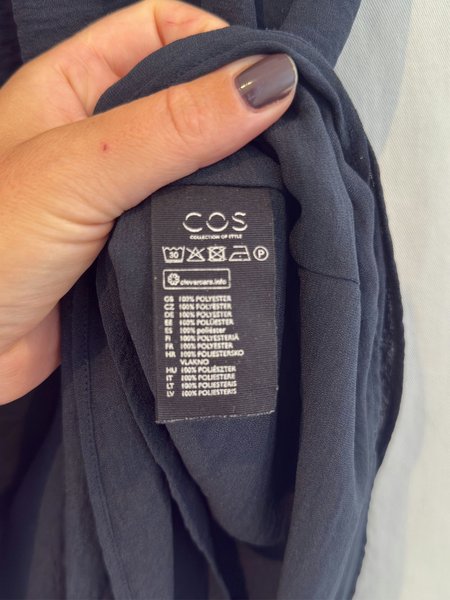 COS
COLLECTION OF STYLE
30 P
clevercare.info
GB 100% POLYESTER
CZ 100% POLYESTER
DE 100% POLYESTER
EE 100% POLÜESTER
ES 100% poliéster
FI 100% POLYESTERIÄ
FR 100% POLYESTER
HR 100% POLIESTERSKO
VLAKNO
HU 100% POLIÉSZTER
IT 100% POLIESTERE
LT 100% POLIESTERIS
LV 100% POLIESTERIS